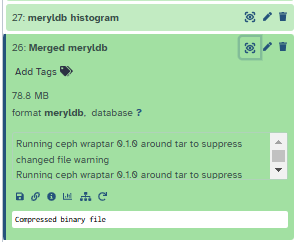 27: meryldb histogram
26: Merged meryldb
Add Tags
78.8 MB
format meryldb, database ?
Running ceph wraptar 0.1.0 around tar to suppress
changed file warning
Running ceph wraptar 0.1.0 around tar to suppress
Compressed binary file